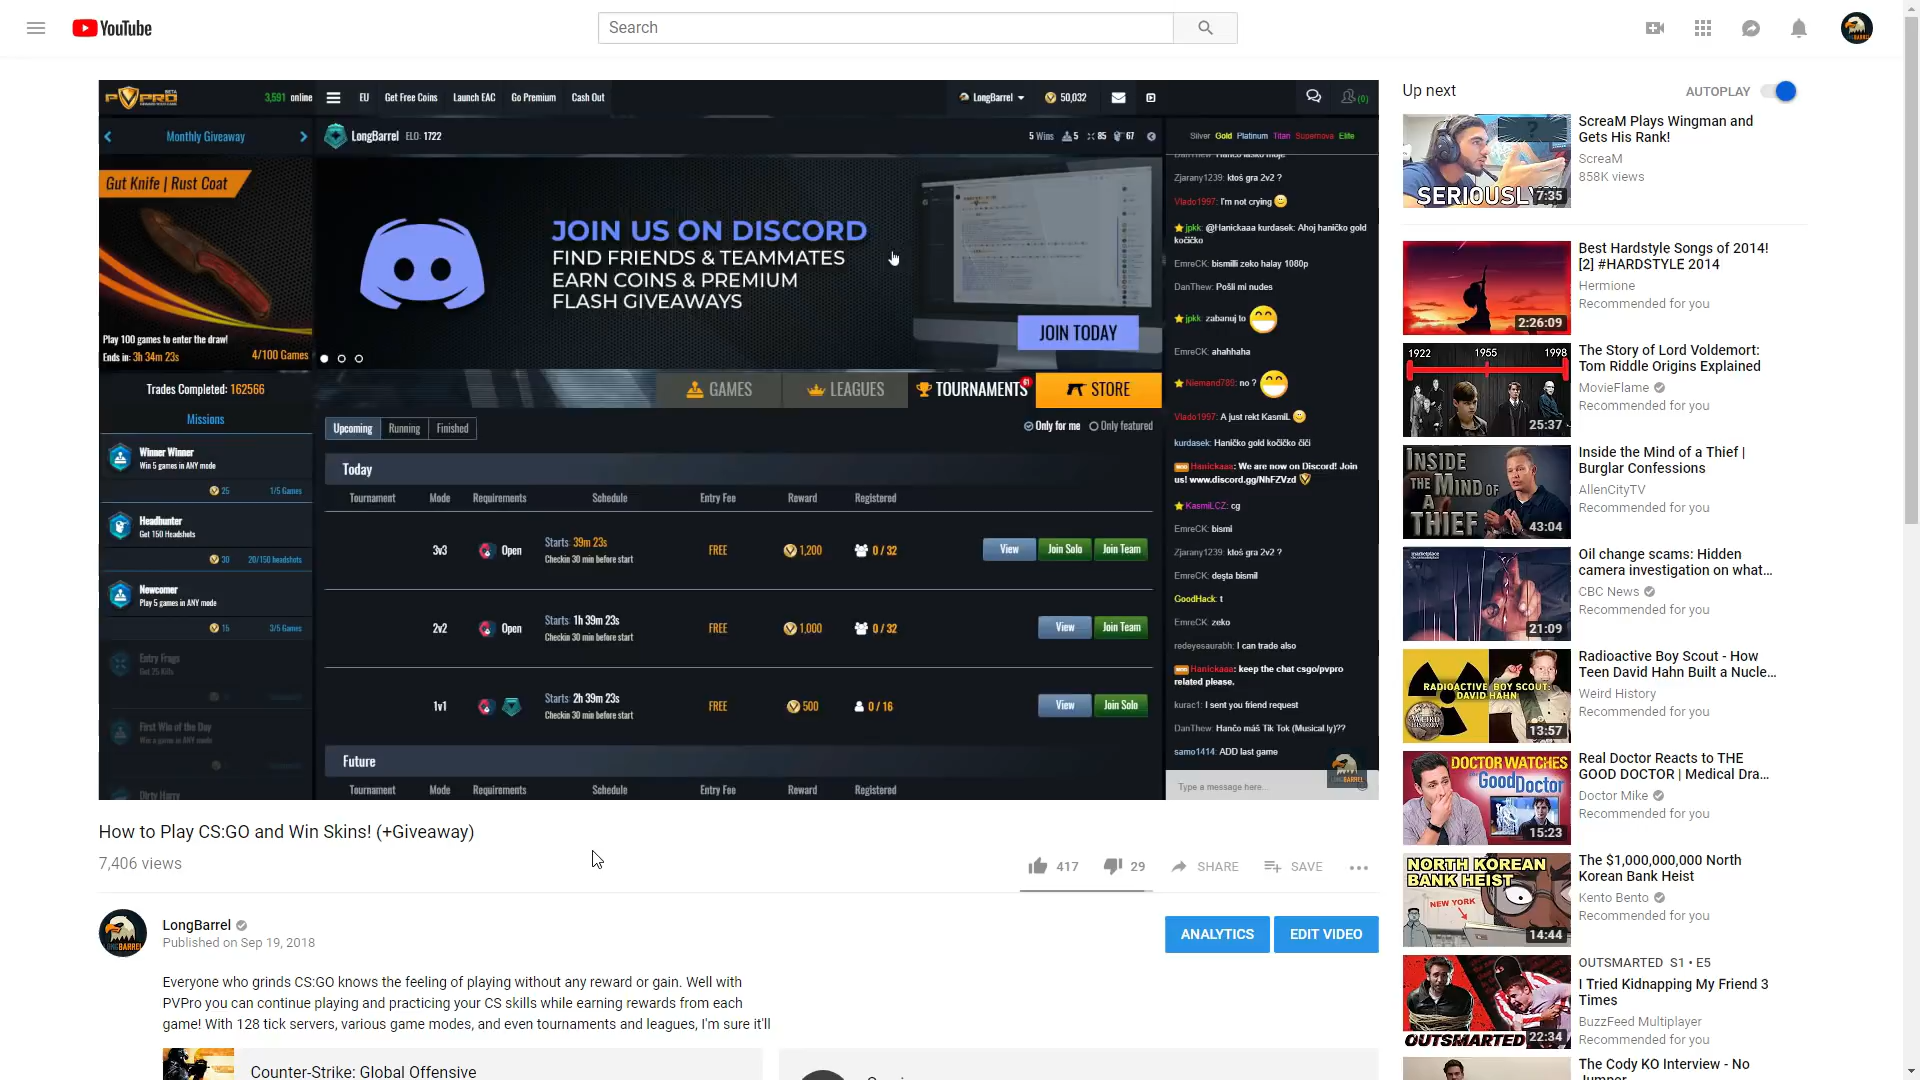 YouTube
Search
PVPRO BETA
3,591 online
EU
Get Free Coins
Launch EAC
Go Premium
Cash Out
LongBarrel
50,032
(0)
Monthly Giveaway
LongBarrel ELO: 1722
5 Wins
5
85
67
Silver Gold Platinum Titan Supernova Elite
Gut Knife | Rust Coat
Play 100 games to enter the draw!
Ends in: 3h 34m 23s
4/100 Games
JOIN US ON DISCORD
FIND FRIENDS & TEAMMATES
EARN COINS & PREMIUM
FLASH GIVEAWAYS
JOIN TODAY
Trades Completed: 162566
Missions
Winner Winner
Win 5 games in ANY mode
25
1/5 Games
Headhunter
Get 150 Headshots
30
20/150 headshots
Newcomer
Play 5 games in ANY mode
15
3/5 Games
Entry Frags
Get 25 Kills
First Win of the Day
Win a game in ANY mode
Dirty Harry
GAMES
LEAGUES
TOURNAMENTS
61
STORE
Upcoming
Running
Finished
Only for me
Only featured
Today
Tournament Mode Requirements Schedule Entry Fee Reward Registered
3v3 Open Starts: 39m 23s FREE 1,200 0 / 32 View Join Solo Join Team
Checkin 30 min before start
2v2 Open Starts: 1h 39m 23s FREE 1,000 0 / 32 View Join Team
Checkin 30 min before start
1v1 Starts: 2h 39m 23s FREE 500 0 / 16 View Join Solo
Checkin 30 min before start
Future
Tournament Mode Requirements Schedule Entry Fee Reward Registered
DanThew: Hančo lásko moje.
Zjarany1239: ktoś gra 2v2 ?
Vlado1997: I'm not crying
jpkk: @Hanickaaa kurdasek: Ahoj haničko gold
kočičko
EmreCK: bismilli zeko halay 1080p
DanThew: Pošli mi nudes
jpkk: zabanuj to
EmreCK: ahahhaha
Niemand789: no ?
Vlado1997: A just rekt Kasmil.
kurdasek: Haničko gold kočičko čiči
Hanickaaa: We are now on Discord! Join
us! www.discord.gg/NhFZVzd
KasmiLCZ: cg
EmreCK: bismi
Zjarany1239: ktoś gra 2v2 ?
EmreCK: deşta bismil
GoodHack: t
EmreCK: zeko
redeyesaurabh: I can trade also
Hanickaaa: keep the chat csgo/pvpro
related please.
kurac1: I sent you friend request
DanThew: Hančo máš Tik Tok (Musical.ly)??
samo1414: ADD last game
Type a message here...
How to Play CS:GO and Win Skins! (+Giveaway)
7,406 views
417
29
SHARE
SAVE
LongBarrel
Published on Sep 19, 2018
ANALYTICS
EDIT VIDEO
Everyone who grinds CS:GO knows the feeling of playing without any reward or gain. Well with
PVPro you can continue playing and practicing your CS skills while earning rewards from each
game! With 128 tick servers, various game modes, and even tournaments and leagues, I'm sure it'll
Counter-Strike: Global Offensive
Up next
AUTOPLAY
SERIOUSLY
7:35
ScreaM Plays Wingman and
Gets His Rank!
ScreaM
858K views
2:26:09
Best Hardstyle Songs of 2014!
[2] #HARDSTYLE 2014
Hermione
Recommended for you
1922 1955 1998
25:37
The Story of Lord Voldemort:
Tom Riddle Origins Explained
MovieFlame
Recommended for you
INSIDE
THE MIND OF
A
THIEF
43:04
Inside the Mind of a Thief |
Burglar Confessions
AllenCityTV
Recommended for you
marketplace
21:09
Oil change scams: Hidden
camera investigation on what...
CBC News
Recommended for you
RADIOACTIVE BOY SCOUT:
DAVID HAHN
WEIRD HISTORY
13:57
Radioactive Boy Scout - How
Teen David Hahn Built a Nucle...
Weird History
Recommended for you
DOCTOR WATCHES
the Good Doctor
15:23
Real Doctor Reacts to THE
GOOD DOCTOR | Medical Dra...
Doctor Mike
Recommended for you
NORTH KOREAN
BANK HEIST
NEW YORK
14:44
The $1,000,000,000 North
Korean Bank Heist
Kento Bento
Recommended for you
OUTSMARTED
22:34
OUTSMARTED S1 • E5
I Tried Kidnapping My Friend 3
Times
BuzzFeed Multiplayer
Recommended for you
The Cody KO Interview - No